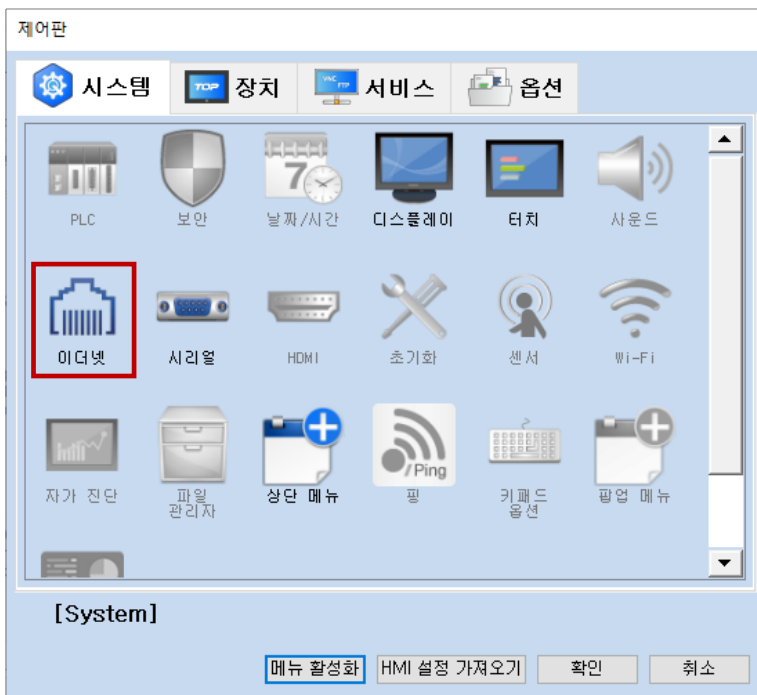 제어판
시스템
TOP 장치
VNC FTP 서비스
옵션
7
PLC
보안
날짜/시간
디스플레이
터치
사운드
이더넷
시리얼
HDMI
초기화
센서
Wi-Fi
/Ping
자가 진단
파일
관리자
상단 메뉴
핑
키패드
옵션
팝업 메뉴
[System]
메뉴 활성화
HMI 설정 가져오기
확인
취소